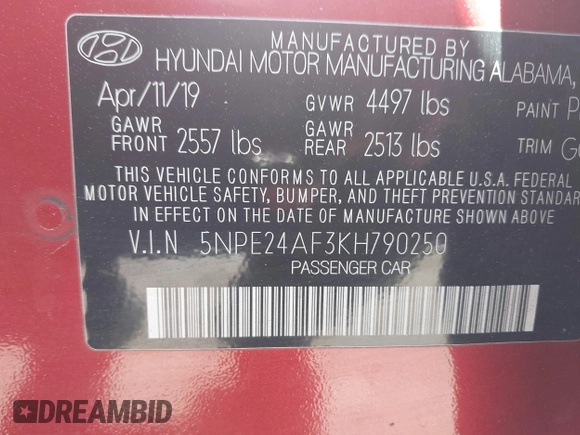 MANUFACTURED BY
HYUNDAI MOTOR MANUFACTURING ALABAMA,
Apr/11/19 GVWR 4497 lbs PAINT P
GAWR FRONT 2557 lbs GAWR REAR 2513 lbs TRIM
THIS VEHICLE CONFORMS TO ALL APPLICABLE U.S.A. FEDERAL
MOTOR VEHICLE SAFETY, BUMPER, AND THEFT PREVENTION STANDAR
IN EFFECT ON THE DATE OF MANUFACTURE SHOWN ABOVE
V.I.N 5NPE24AF3KH790250
PASSENGER CAR
DREAMBID